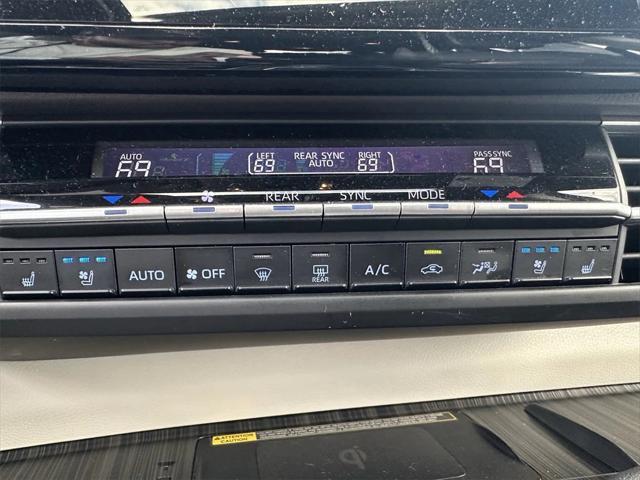 AUTO LEFT REAR SYNC RIGHT PASS SYNC
69 69 AUTO 69 69
REAR SYNC MODE
AUTO OFF REAR A/C
ATTENTION
CAUTION